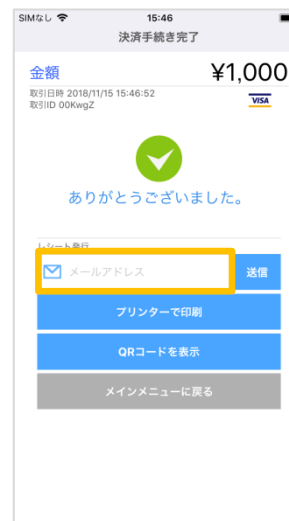 SIMなし 15:46
決済手続き完了
金額 ¥1,000
取引日時 2018/11/15 15:46:52
取引ID 00KwgZ
VISA
ありがとうございました。
レシート発行
メールアドレス 送信
プリンターで印刷
QRコードを表示
メインメニューに戻る